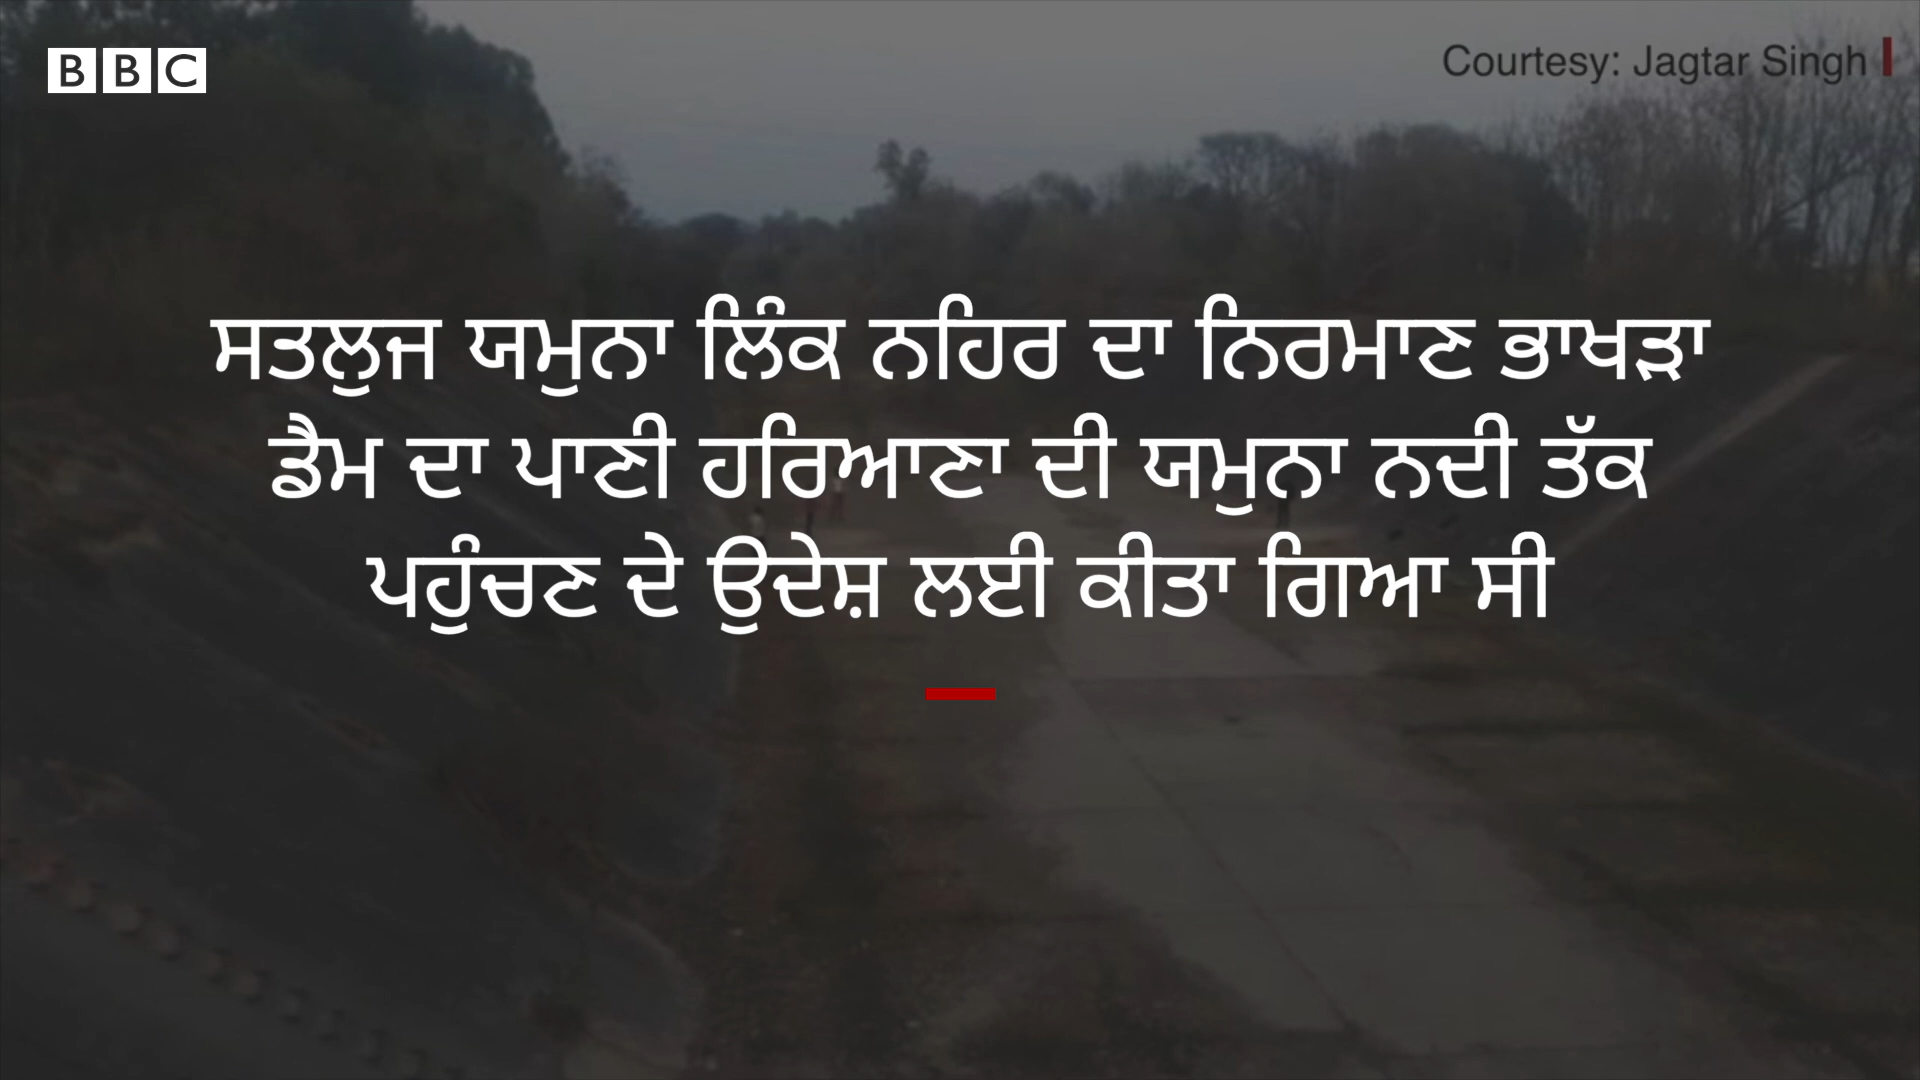 BBC
Courtesy: Jagtar Singh
ਸਤਲੁਜ ਯਮੁਨਾ ਲਿੰਕ ਨਹਿਰ ਦਾ ਨਿਰਮਾਣ ਭਾਖੜਾ
ਡੈਮ ਦਾ ਪਾਣੀ ਹਰਿਆਣਾ ਦੀ ਯਮੁਨਾ ਨਦੀ ਤੱਕ
ਪਹੁੰਚਣ ਦੇ ਉਦੇਸ਼ ਲਈ ਕੀਤਾ ਗਿਆ ਸੀ